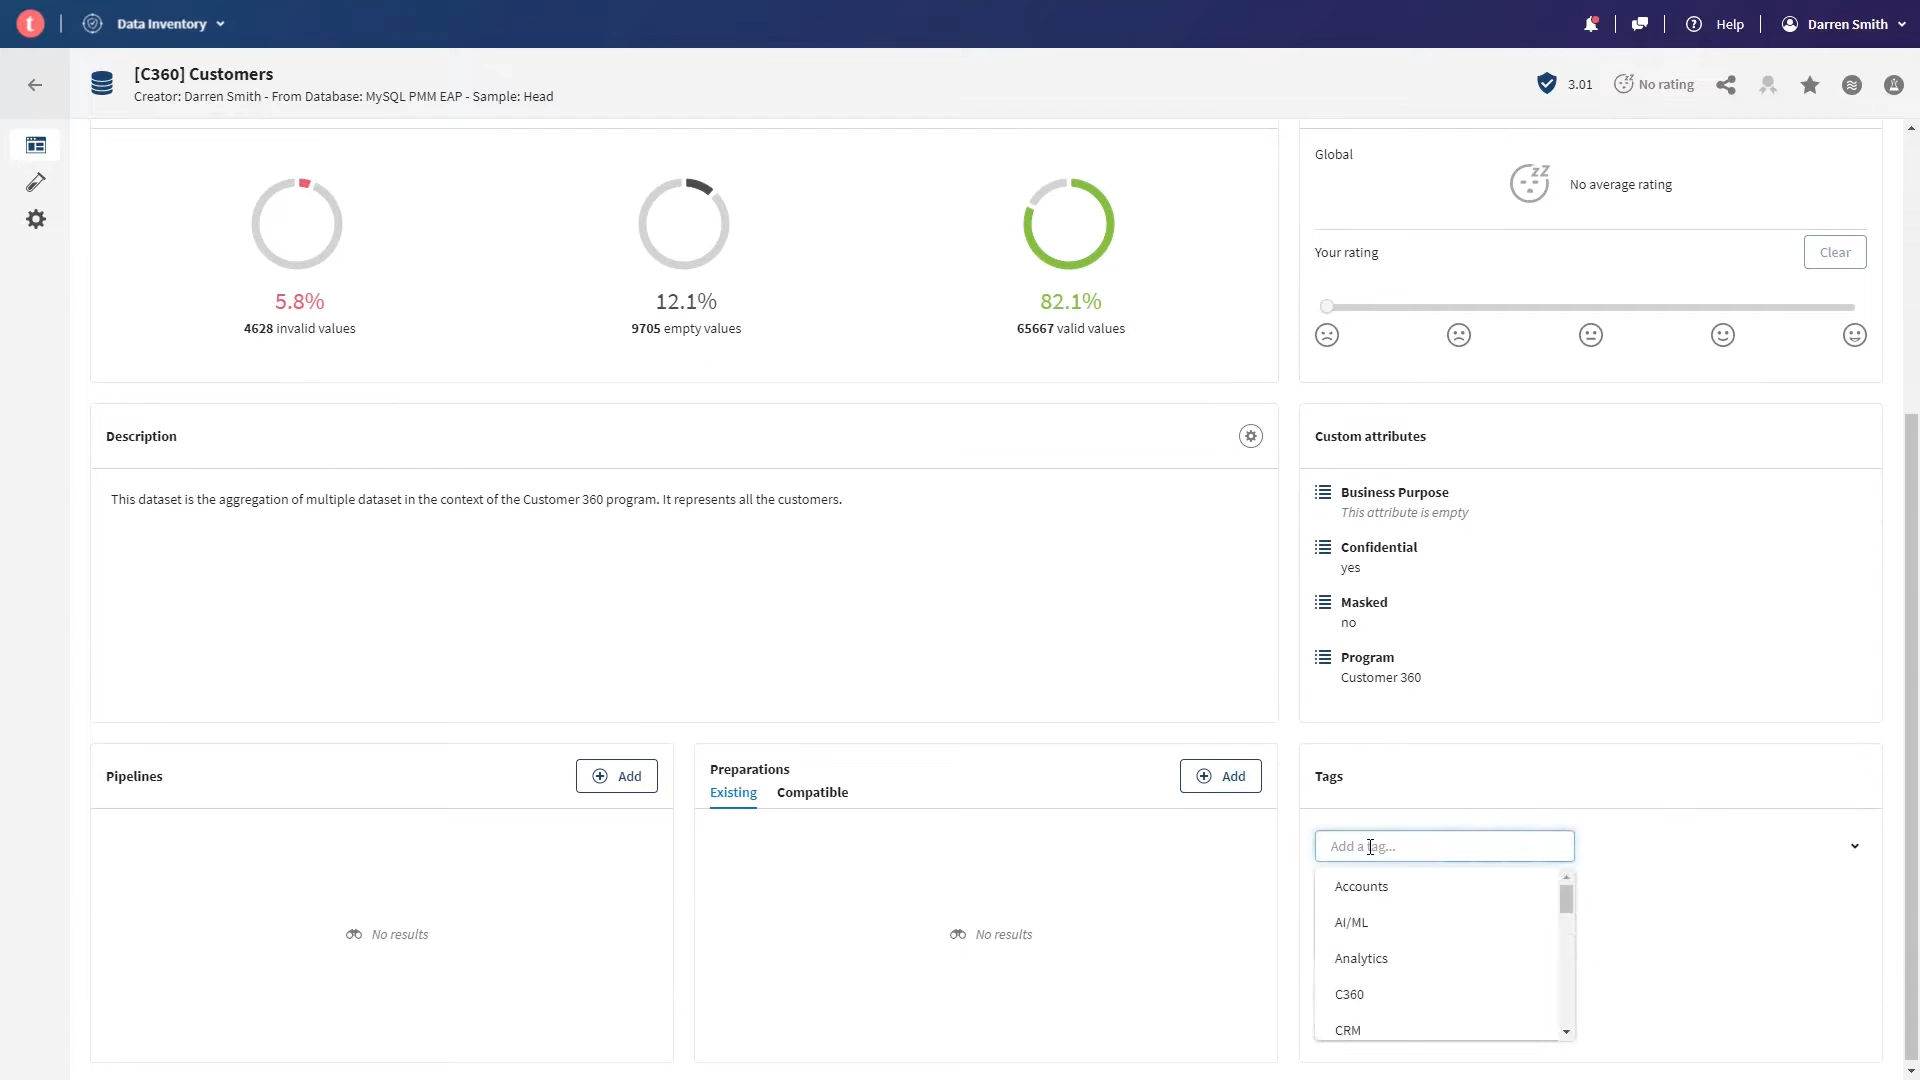 t
Data Inventory
Help
Darren Smith
[C360] Customers
Creator: Darren Smith - From Database: MySQL PMM EAP - Sample: Head
3.01
No rating
5.8%
4628 invalid values
12.1%
9705 empty values
82.1%
65667 valid values
Global
No average rating
Your rating
Clear
Description
This dataset is the aggregation of multiple dataset in the context of the Customer 360 program. It represents all the customers.
Custom attributes
Business Purpose
This attribute is empty
Confidential
yes
Masked
no
Program
Customer 360
Pipelines
Add
No results
Preparations
Existing
Compatible
Add
No results
Tags
Add a tag...
Accounts
AI/ML
Analytics
C360
CRM